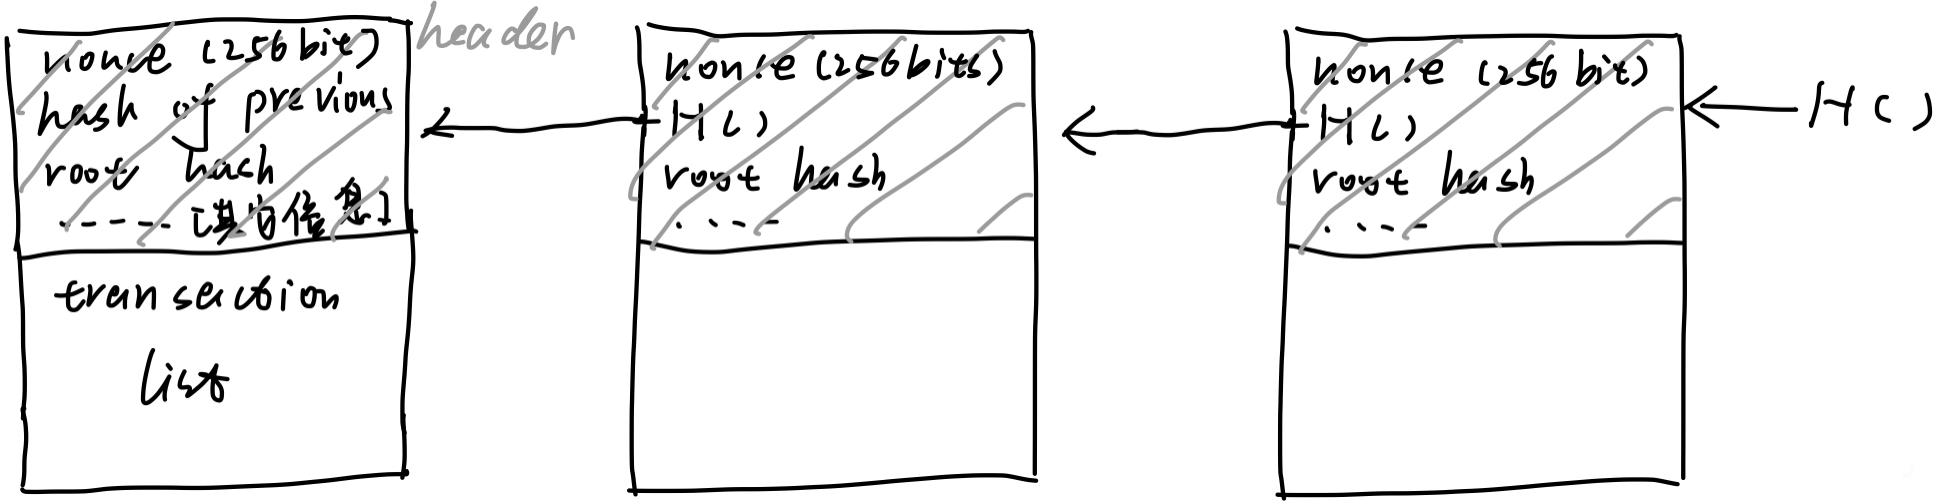 header
nonce (256 bit)
hash of previous
root hash
...... [其它信息]
transection
list
nonce (256 bits)
H()
root hash
....
nonce (256 bit)
H()
root hash
....
H()